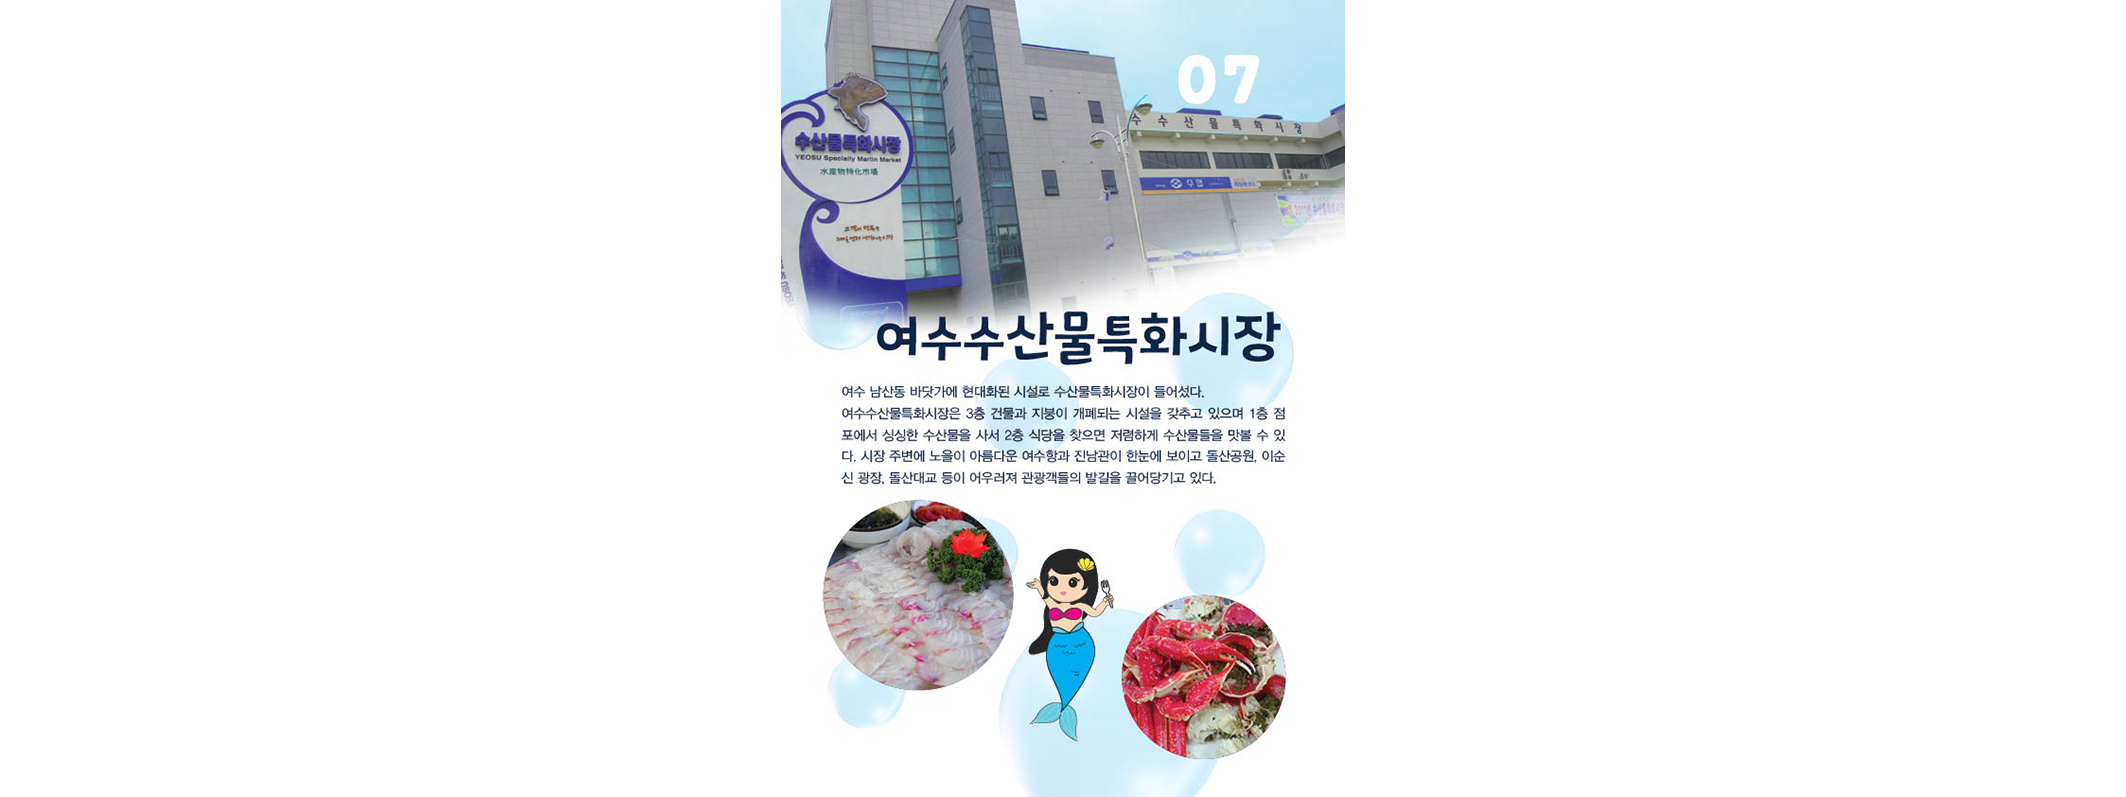 07
수산물특화시장
YEOSU Specially Marlin Market
水産物特化市場
수 수 산 물 특 화 시 장
수협
여수수산물특화시장
여수 남산동 바닷가에 현대화된 시설로 수산물특화시장이 들어섰다.
여수수산물특화시장은 3층 건물과 지붕이 개폐되는 시설을 갖추고 있으며 1층 점
포에서 싱싱한 수산물을 사서 2층 식당을 찾으면 저렴하게 수산물들을 맛볼 수 있
다. 시장 주변에 노을이 아름다운 여수항과 진남관이 한눈에 보이고 돌산공원, 이순
신 광장, 돌산대교 등이 어우러져 관광객들의 발길을 끌어당기고 있다.